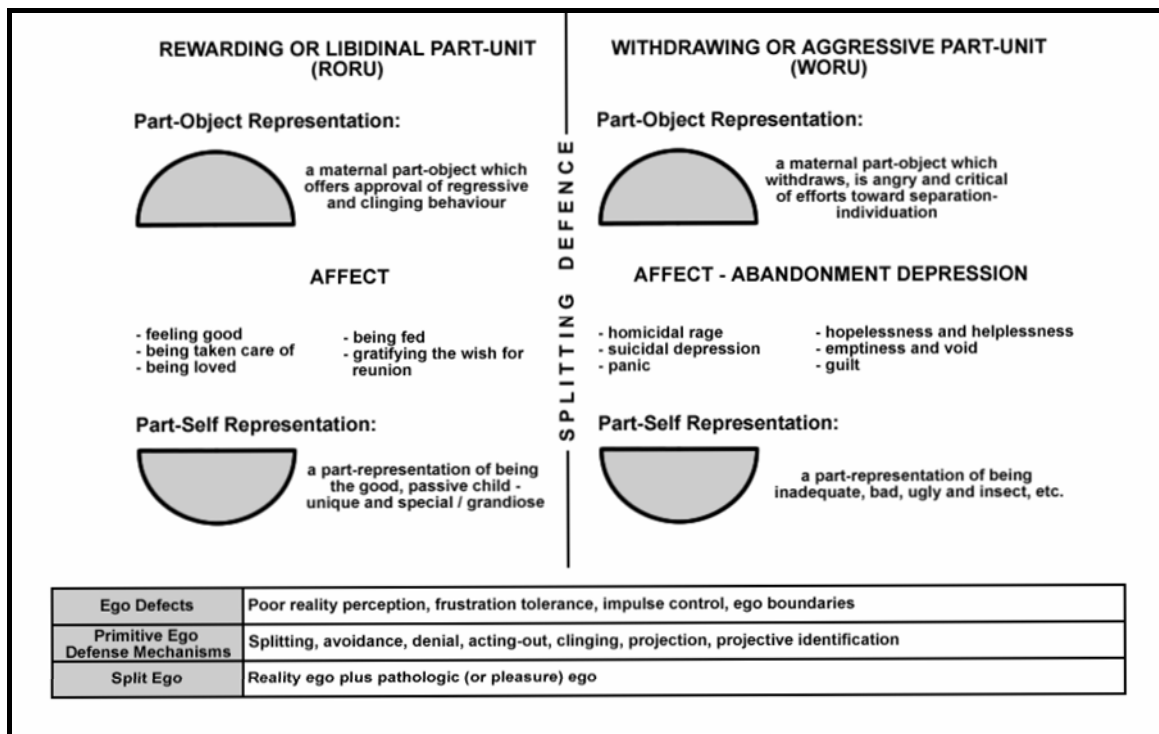 REWARDING OR LIBIDINAL PART-UNIT
(RORU)
Part-Object Representation:
a maternal part-object which
offers approval of regressive
and clinging behaviour
AFFECT
- feeling good
- being taken care of
- being loved
- being fed
- gratifying the wish for
reunion
Part-Self Representation:
a part-representation of being
the good, passive child -
unique and special / grandiose
SPLITTING DEFENCE
WITHDRAWING OR AGGRESSIVE PART-UNIT
(WORU)
Part-Object Representation:
a maternal part-object which
withdraws, is angry and critical
of efforts toward separation-
individuation
AFFECT - ABANDONMENT DEPRESSION
- homicidal rage
- suicidal depression
- panic
- hopelessness and helplessness
- emptiness and void
- guilt
Part-Self Representation:
a part-representation of being
inadequate, bad, ugly and insect, etc.
Ego Defects
Poor reality perception, frustration tolerance, impulse control, ego boundaries
Primitive Ego
Defense Mechanisms
Splitting, avoidance, denial, acting-out, clinging, projection, projective identification
Split Ego
Reality ego plus pathologic (or pleasure) ego